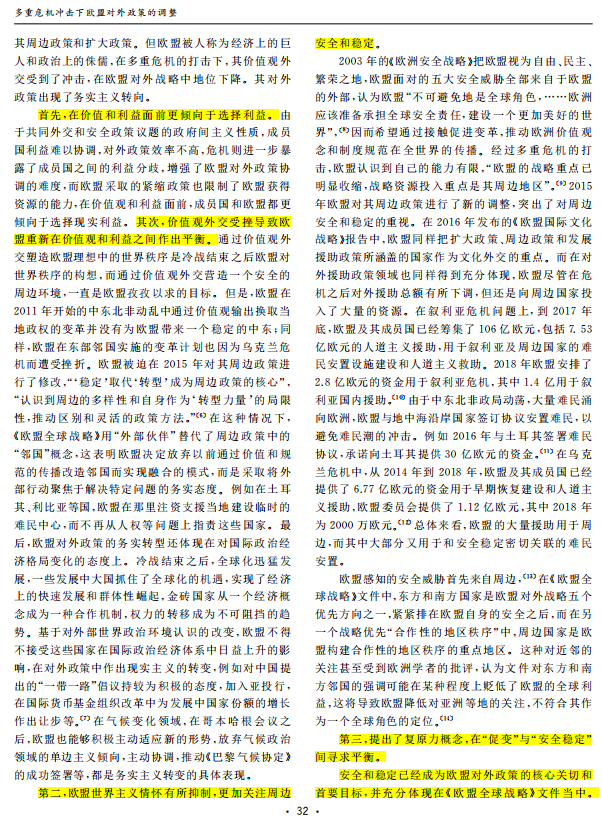 多重危机冲击下欧盟对外政策的调整
其周边政策和扩大政策。但欧盟被人称为经济上的巨
人和政治上的侏儒,在多重危机的打击下,其价值观外
交受到了冲击,在欧盟对外战略中地位下降。其对外
政策出现了务实主义转向。
首先,在价值和利益面前更倾向于选择利益。由
于共同外交和安全政策议题的政府间主义性质,成员
国利益难以协调,对外政策效率不高,危机则进一步暴
露了成员国之间的利益分歧,增强了欧盟对外政策协
调的难度,而欧盟采取的紧缩政策也限制了欧盟获得
资源的能力,在价值观和利益面前,成员国和欧盟都更
倾向于选择现实利益。其次,价值观外交受挫导致欧
盟重新在价值观和利益之间作出平衡。通过价值观外
交塑造欧盟理想中的世界秩序是冷战结束之后欧盟对
世界秩序的构想,而通过价值观外交营造一个安全的
周边环境,一直是欧盟孜孜以求的目标。但是,欧盟在
2011年开始的中东北非动乱中通过价值观输出换取当
地政权的变革并没有为欧盟带来一个稳定的中东;同
样,欧盟在东部邻国实施的变革计划也因为乌克兰危
机而遭受挫折。欧盟被迫在2015年对其周边政策进
行了修改,“‘稳定’取代‘转型’成为周边政策的核心”,
“认识到周边的多样性和自身作为‘转型力量’的局限
性,推动区别和灵活的政策方法。”⁽⁶⁾在这种情况下,
《欧盟全球战略》用“外部伙伴”替代了周边政策中的
“邻国”概念,这表明欧盟决定放弃以前通过价值和规
范的传播改造邻国而实现融合的模式,而是采取将外
部行动聚焦于解决特定问题的务实态度。例如在土耳
其、利比亚等国,欧盟在那里注资支援当地建设临时的
难民中心,而不再从人权等问题上指责这些国家。最
后,欧盟对外政策的务实转型还体现在对国际政治经
济格局变化的态度上。冷战结束之后,全球化迅猛发
展,一些发展中大国抓住了全球化的机遇,实现了经济
上的快速发展和群体性崛起,金砖国家从一个经济概
念成为一种合作机制,权力的转移成为不可阻挡的趋
势。基于对外部世界政治环境认识的改变,欧盟不得
不接受这些国家在国际政治经济体系中日益上升的影
响,在对外政策中作出现实主义的转变,例如对中国提
出的“一带一路”倡议持较为积极的态度,加入亚投行,
在国际货币基金组织改革中为发展中国家份额的增长
作出让步等。⁽⁷⁾在气候变化领域,在哥本哈根会议之
后,欧盟也能够积极主动适应新的形势,放弃气候政治
领域的单边主义倾向,主动协调,推动《巴黎气候协定》
的成功签署等,都是务实主义转变的具体表现。
第二,欧盟世界主义情怀有所抑制,更加关注周边
安全和稳定。
2003年的《欧洲安全战略》把欧盟视为自由、民主、
繁荣之地,欧盟面对的五大安全威胁全部来自于欧盟
的外部,认为欧盟“不可避免地是全球角色,……欧洲
应该准备承担全球安全责任,建设一个更加美好的世
界”,⁽⁸⁾因而希望通过接触促进变革,推动欧洲价值观
念和制度规范在全世界的传播。经过多重危机的打
击,欧盟认识到自己的能力有限,“欧盟的战略重点已
明显收缩,战略资源投入重点是其周边地区”。⁽⁹⁾2015
年欧盟对其周边政策进行了新的调整,突出了对周边
安全和稳定的重视。在2016年发布的《欧盟国际文化
战略》报告中,欧盟同样把扩大政策、周边政策和发展
援助政策所涵盖的国家作为文化外交的重点。而在对
外援助政策领域也同样得到充分体现,欧盟尽管在危
机之后对外援助总额有所下调,但还是向周边国家投
入了大量的资源。在叙利亚危机问题上,到2017年
底,欧盟及其成员国已经筹集了106亿欧元,包括7.53
亿欧元的人道主义援助,用于叙利亚及周边国家的难
民安置设施建设和人道主义救助。2018年欧盟安排了
2.8亿欧元的资金用于叙利亚危机,其中1.4亿用于叙
利亚国内援助。⁽¹⁰⁾由于中东北非政局动荡,大量难民涌
向欧洲,欧盟与地中海沿岸国家签订协议安置难民,以
避免难民潮的冲击。例如2016年与土耳其签署难民
协议,承诺向土耳其提供30亿欧元的资金。⁽¹¹⁾在乌克
兰危机中,从2014年到2018年,欧盟及其成员国已经
提供了6.77亿欧元的资金用于早期恢复建设和人道主
义援助,欧盟委员会提供了1.12亿欧元,其中2018年
为2000万欧元。⁽¹²⁾总体来看,欧盟的大量援助用于周
边,而其中大部分又用于和安全稳定密切关联的难民
安置。
欧盟感知的安全威胁首先来自周边,⁽¹³⁾在《欧盟全
球战略》文件中,东方和南方国家是欧盟对外战略五个
优先方向之一,紧紧排在欧盟自身的安全之后,而在另
一个战略优先“合作性的地区秩序”中,周边国家是欧
盟构建合作性的地区秩序的重点地区。这种对近邻的
关注甚至受到欧洲学者的批评,认为文件对东方和南
方邻国的强调可能在某种程度上贬低了欧盟的全球利
益,这将导致欧盟降低对亚洲等地的关注,不符合其作
为一个全球角色的定位。⁽¹⁴⁾
第三,提出了复原力概念,在“促变”与“安全稳定”
间寻求平衡。
安全和稳定已经成为欧盟对外政策的核心关切和
首要目标,并充分体现在《欧盟全球战略》文件当中。
· 32 ·